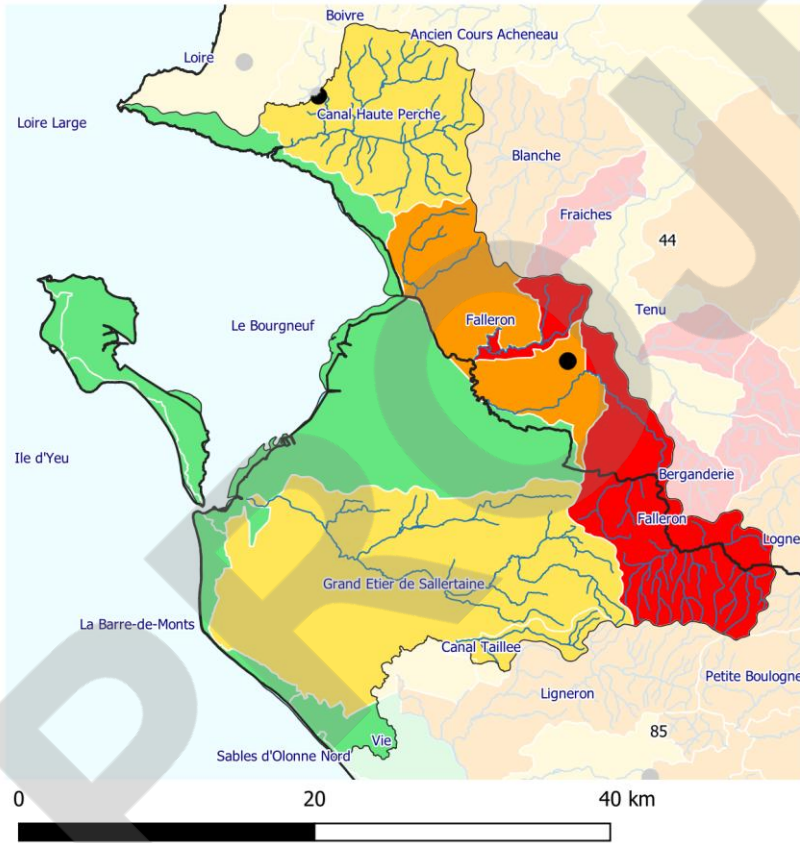 Boivre
Ancien Cours Acheneau
Loire
Canal Haute Perche
Loire Large
Blanche
Fraiches
44
Tenu
Falleron
Le Bourgneuf
Ile d'Yeu
Berganderie
Falleron
Logne
Grand Etier de Sallertaine
La Barre-de-Monts
Canal Taillee
Petite Boulogne
Ligneron
85
Vie
Sables d'Olonne Nord
0 20 40 km
PROJ